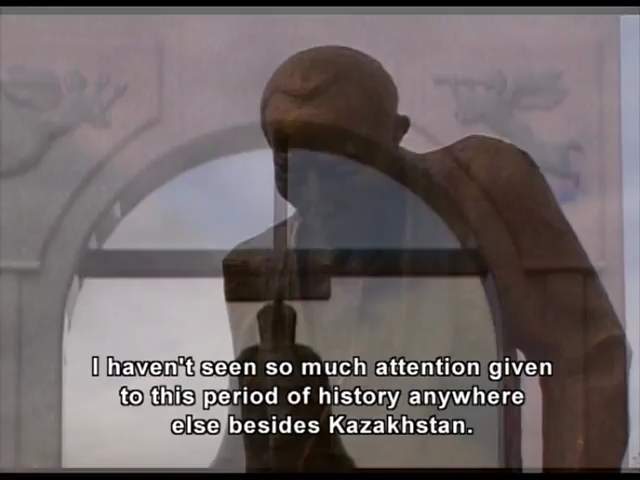 I haven't seen so much attention given
to this period of history anywhere
else besides Kazakhstan.